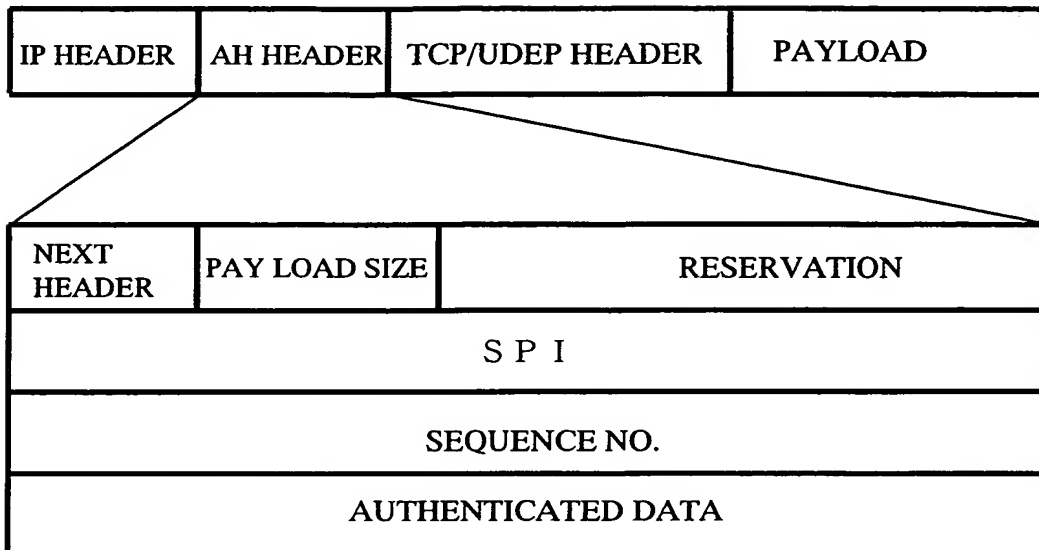 IP HEADER AH HEADER TCP/UDEP HEADER PAYLOAD
NEXT HEADER PAY LOAD SIZE RESERVATION
S P I
SEQUENCE NO.
AUTHENTICATED DATA